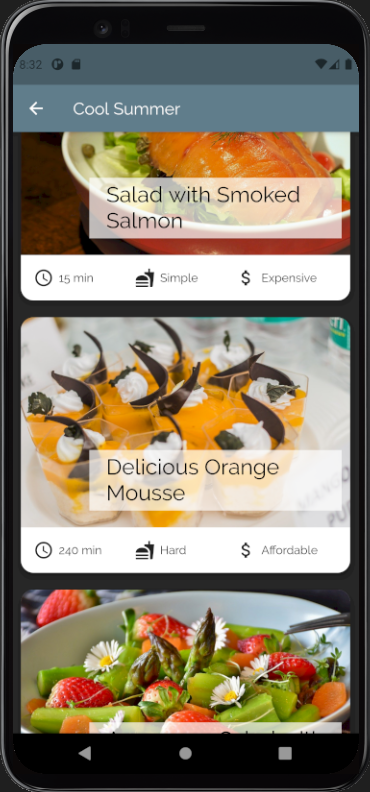 8:32
Cool Summer
Salad with Smoked
Salmon
15 min
Simple
Expensive
Delicious Orange
Mousse
240 min
Hard
Affordable